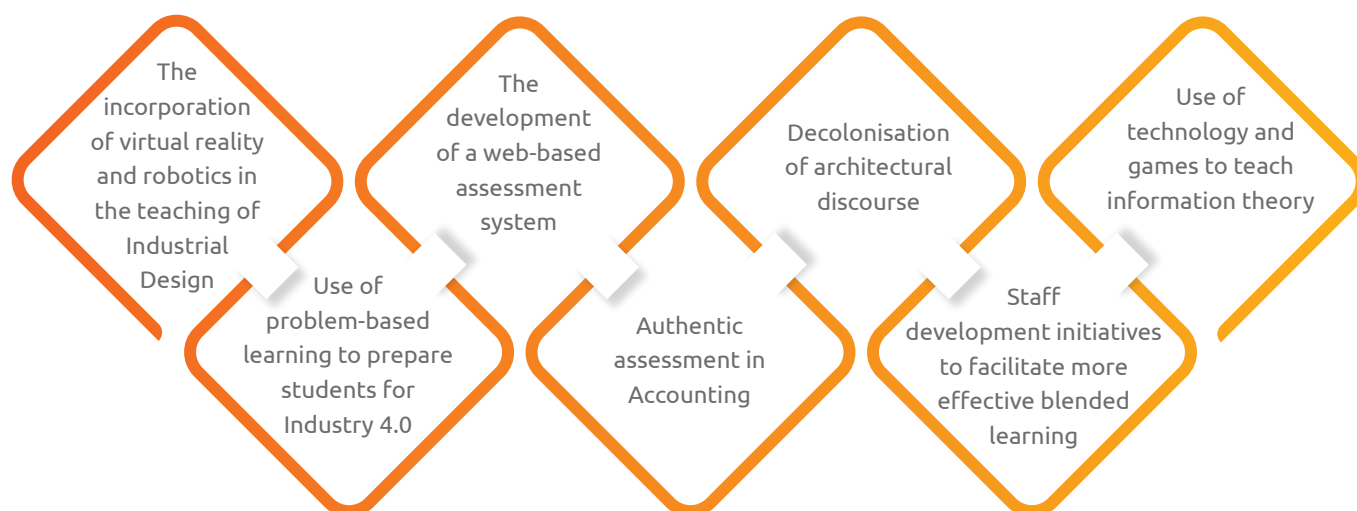 The
incorporation
of virtual reality
and robotics in
the teaching of
Industrial
Design
Use of
problem-based
learning to prepare
students for
Industry 4.0
The
development
of a web-based
assessment
system
Authentic
assessment in
Accounting
Decolonisation
of architectural
discourse
Staff
development initiatives
to facilitate more
effective blended
learning
Use of
technology and
games to teach
information theory